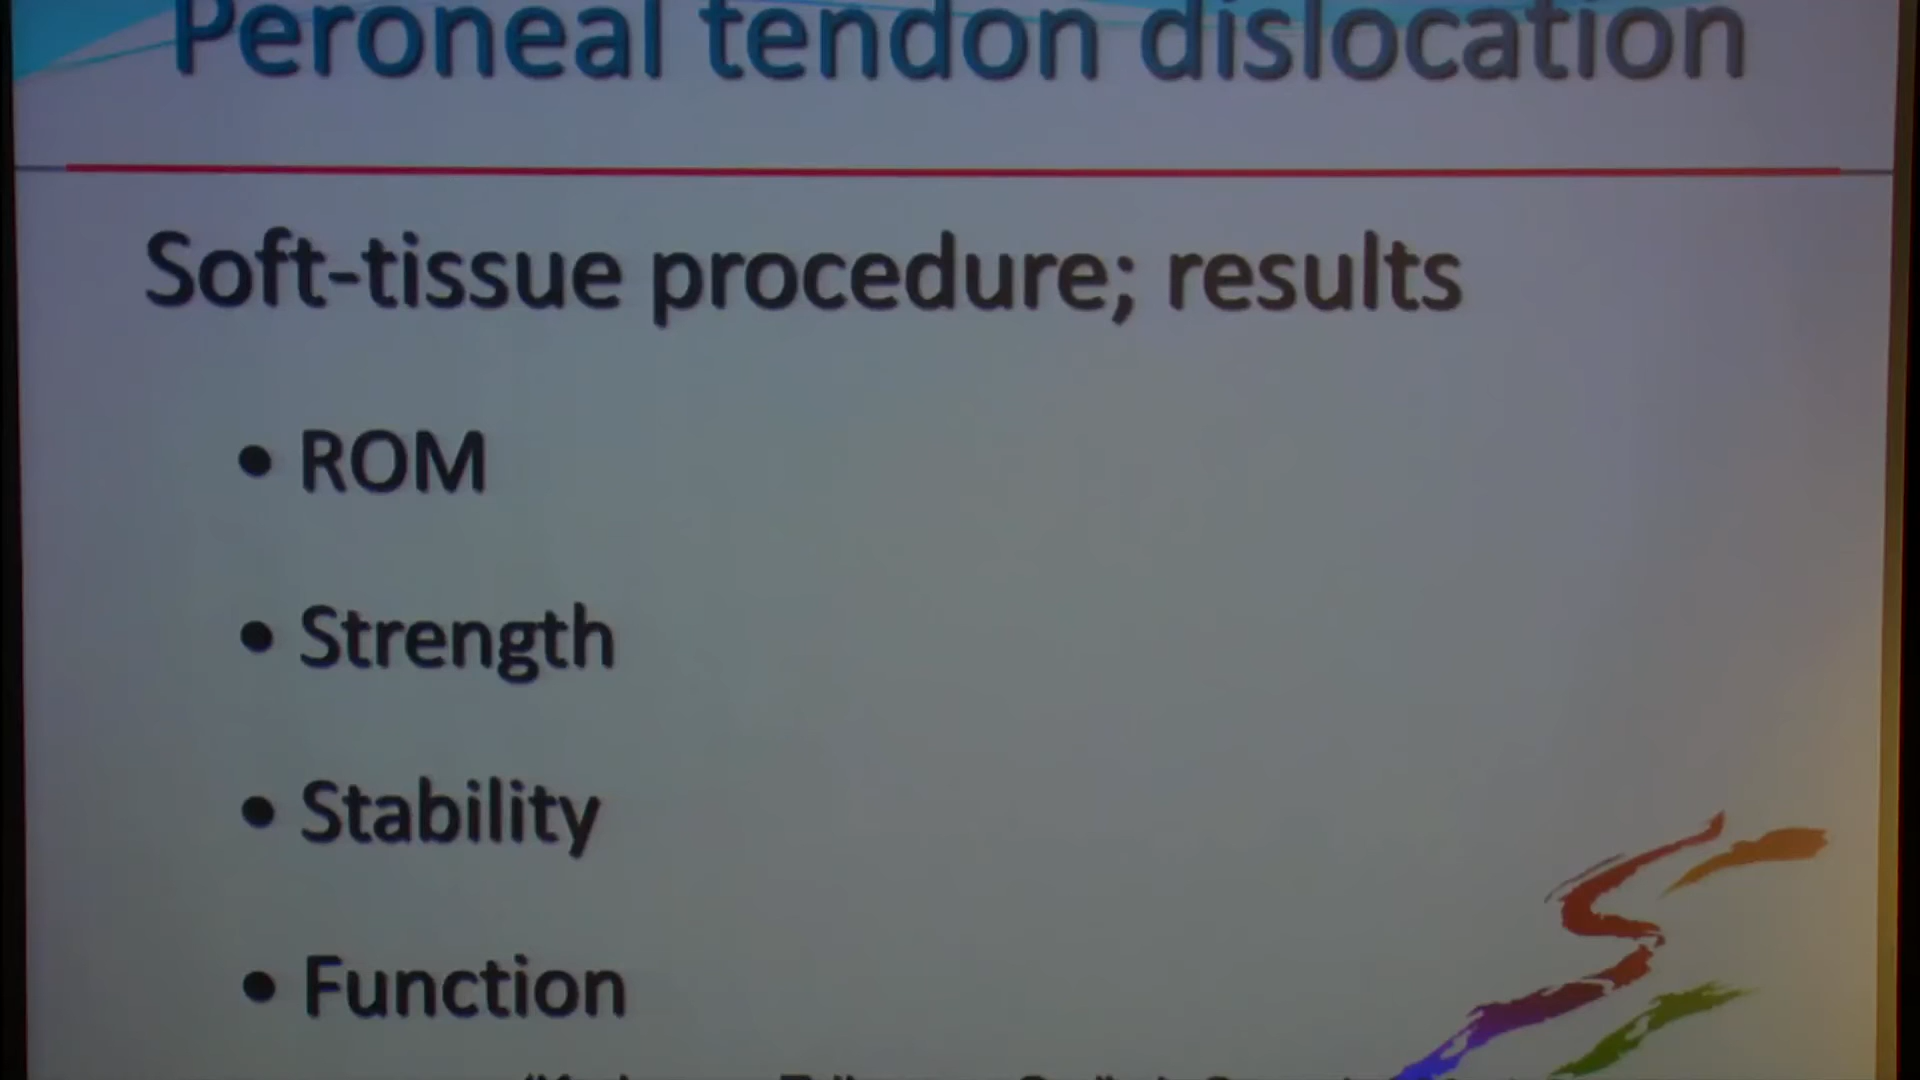 Peroneal tendon dislocation
Soft-tissue procedure; results
• ROM
• Strength
• Stability
• Function